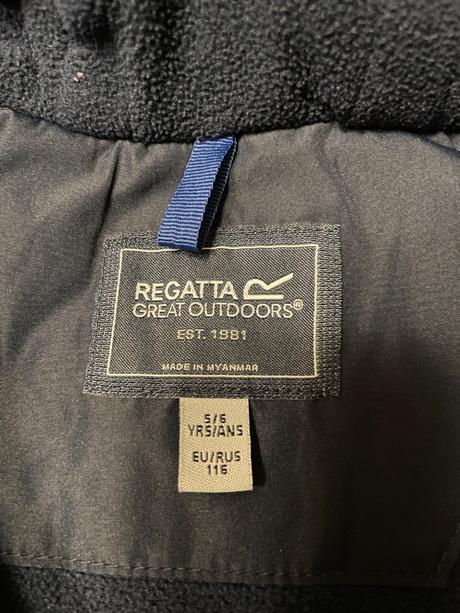 REGATTA
GREAT OUTDOORS®
EST. 1981
MADE IN MYANMAR
5/6
YRS/ANS
EU/RUS
116